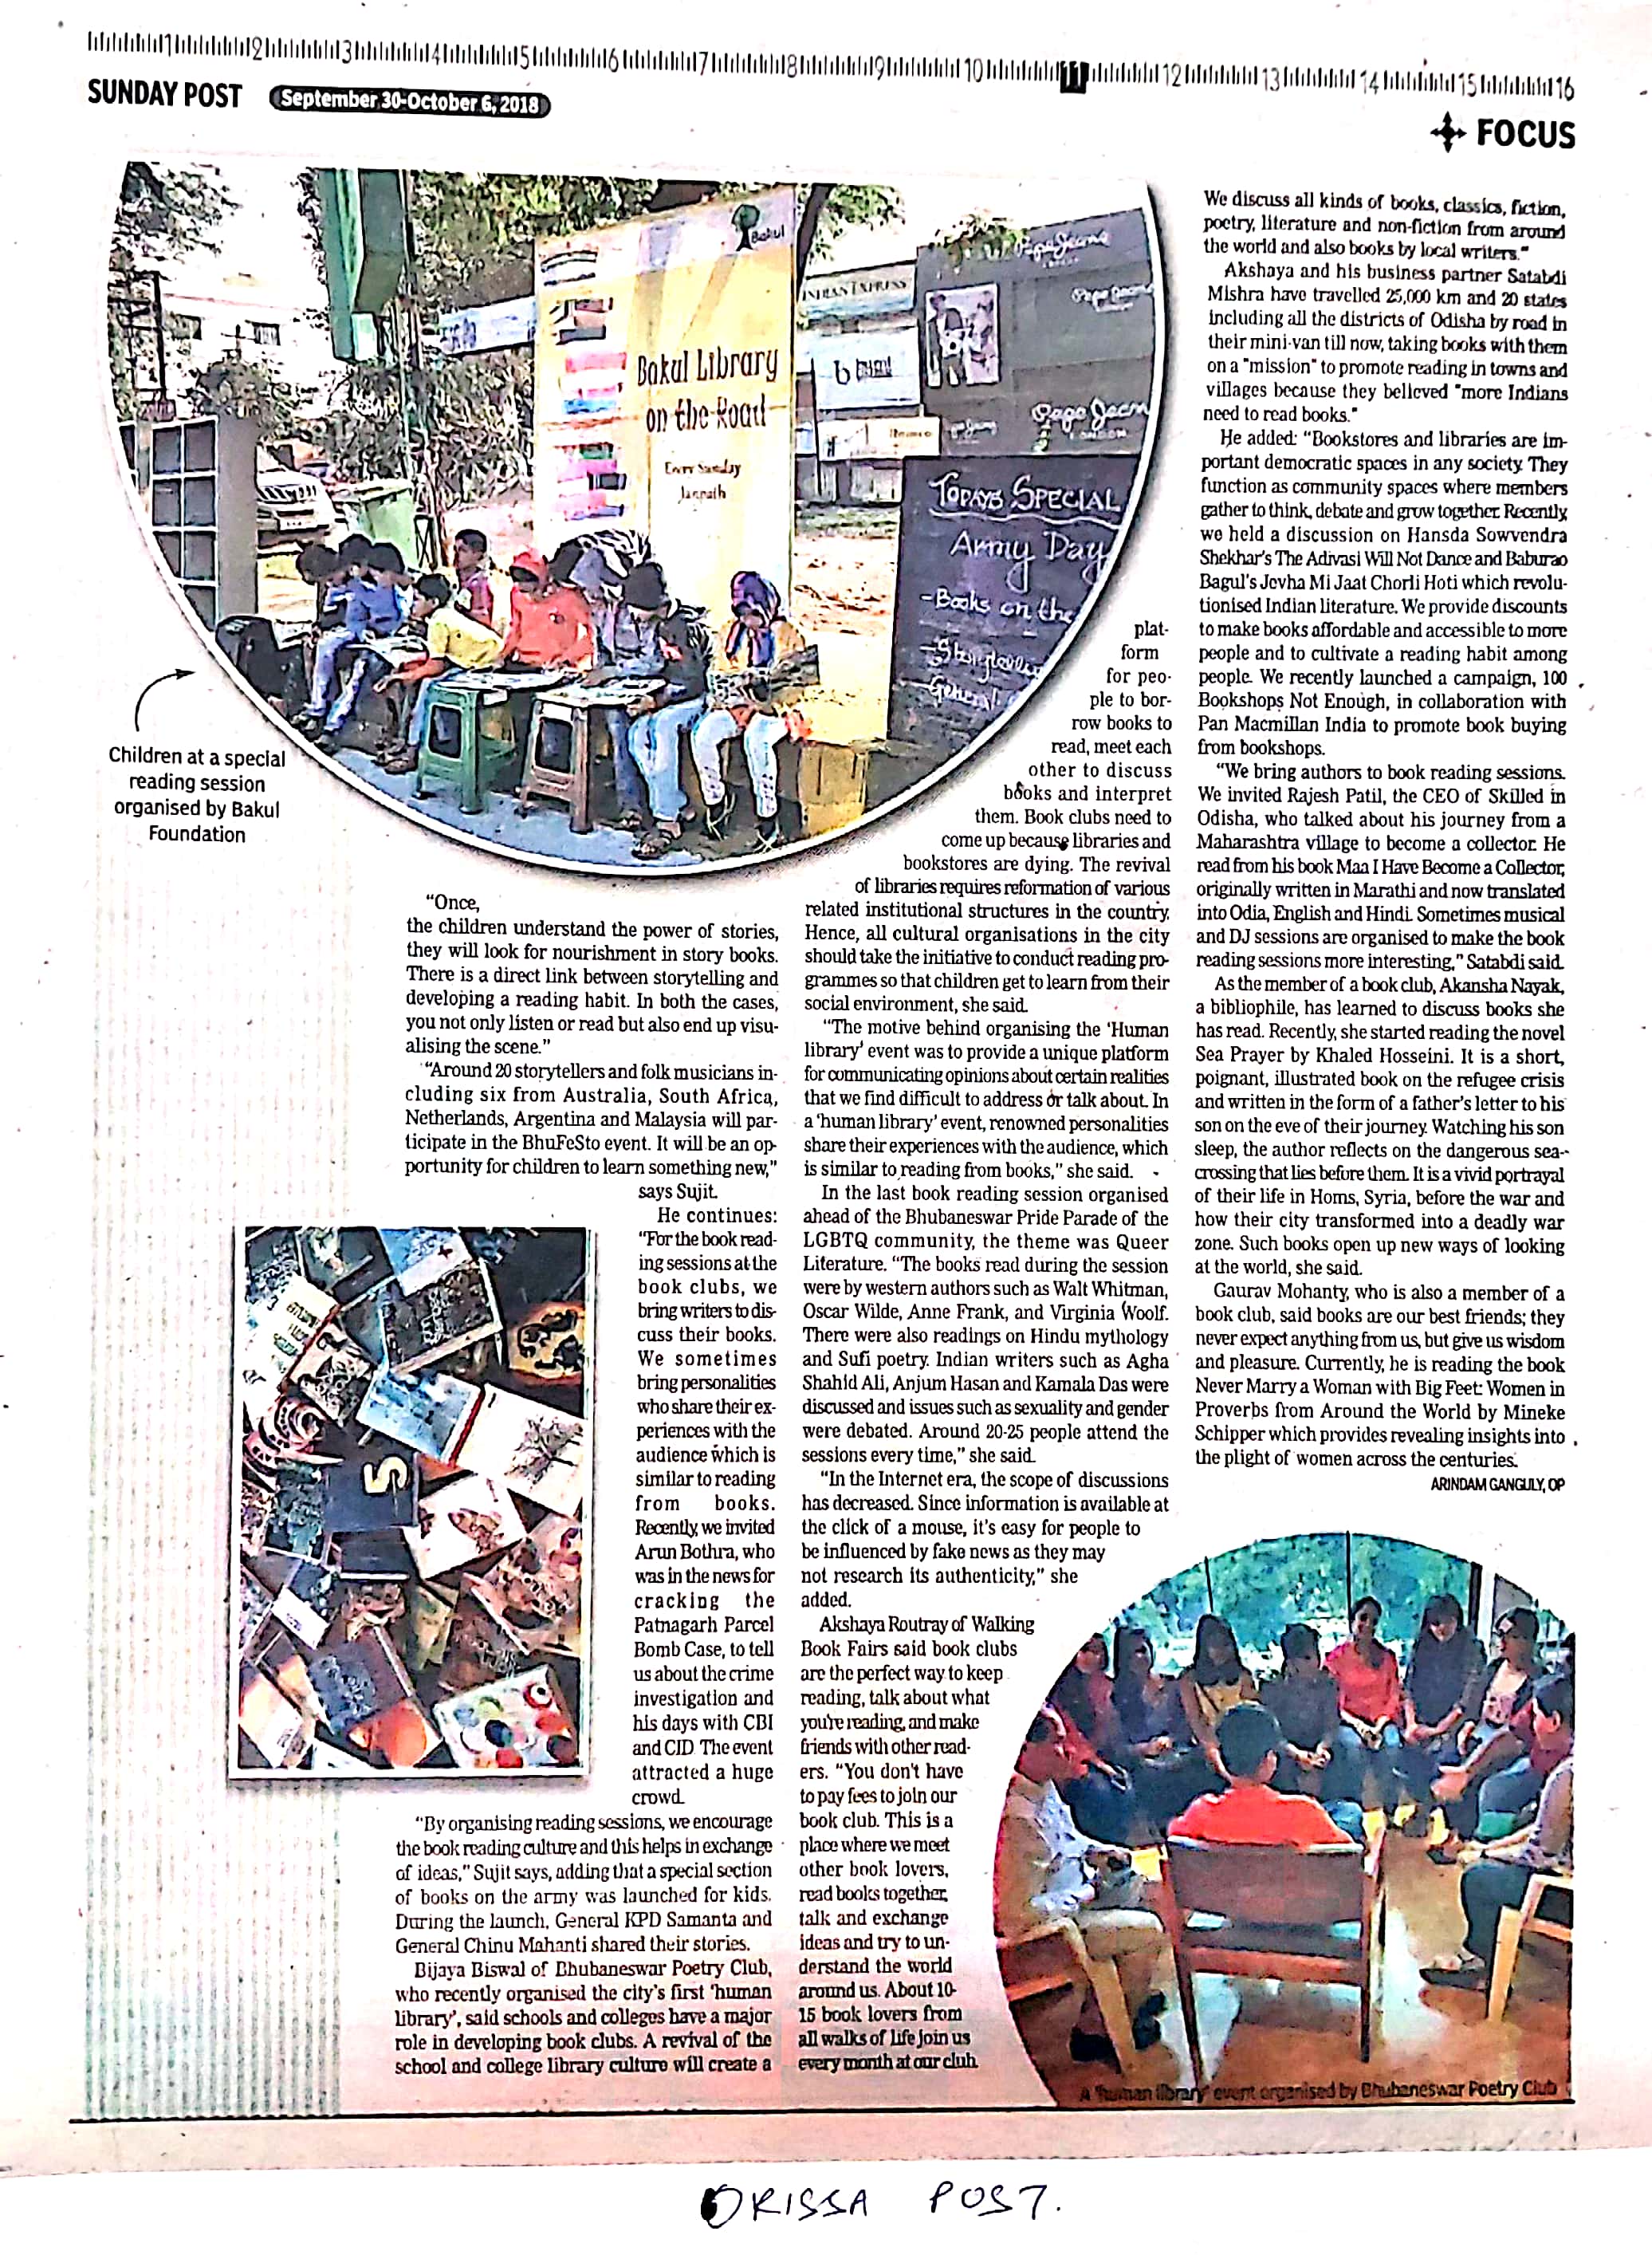 1 2 3 4 5 6 7 8 9 10 11 12 13 14 15 16
SUNDAY POST
September 30-October 6, 2018
FOCUS
Bakul
Bakul Library
on the Road
Every Sunday
Janpath
INDIAN EXPRESS
Pepe Jeans
TODAYS SPECIAL
Army Day
-Books on the
General
Children at a special
reading session
organised by Bakul
Foundation
“Once,
the children understand the power of stories,
they will look for nourishment in story books.
There is a direct link between storytelling and
developing a reading habit. In both the cases,
you not only listen or read but also end up visu-
alising the scene.”
“Around 20 storytellers and folk musicians in-
cluding six from Australia, South Africa,
Netherlands, Argentina and Malaysia will par-
ticipate in the BhuFeSto event. It will be an op-
portunity for children to learn something new,”
says Sujit.
He continues:
“For the book read-
ing sessions at the
book clubs, we
bring writers to dis-
cuss their books.
We sometimes
bring personalities
who share their ex-
periences with the
audience which is
similar to reading
from books.
Recently, we invited
Arun Bothra, who
was in the news for
cracking the
Patnagarh Parcel
Bomb Case, to tell
us about the crime
investigation and
his days with CBI
and CID. The event
attracted a huge
crowd.
“By organising reading sessions, we encourage
the book reading culture and this helps in exchange
of ideas,” Sujit says, adding that a special section
of books on the army was launched for kids.
During the launch, General KPD Samanta and
General Chinu Mahanti shared their stories.
Bijaya Biswal of Bhubaneswar Poetry Club,
who recently organised the city's first ‘human
library’, said schools and colleges have a major
role in developing book clubs. A revival of the
school and college library culture will create a
plat-
form
for peo-
ple to bor-
row books to
read, meet each
other to discuss
books and interpret
them. Book clubs need to
come up because libraries and
bookstores are dying. The revival
of libraries requires reformation of various
related institutional structures in the country.
Hence, all cultural organisations in the city
should take the initiative to conduct reading pro-
grammes so that children get to learn from their
social environment, she said.
“The motive behind organising the ‘Human
library’ event was to provide a unique platform
for communicating opinions about certain realities
that we find difficult to address or talk about. In
a ‘human library’ event, renowned personalities
share their experiences with the audience, which
is similar to reading from books,” she said.
In the last book reading session organised
ahead of the Bhubaneswar Pride Parade of the
LGBTQ community, the theme was Queer
Literature. “The books read during the session
were by western authors such as Walt Whitman,
Oscar Wilde, Anne Frank, and Virginia Woolf.
There were also readings on Hindu mythology
and Sufi poetry. Indian writers such as Agha
Shahid Ali, Anjum Hasan and Kamala Das were
discussed and issues such as sexuality and gender
were debated. Around 20-25 people attend the
sessions every time,” she said.
“In the Internet era, the scope of discussions
has decreased. Since information is available at
the click of a mouse, it's easy for people to
be influenced by fake news as they may
not research its authenticity,” she
added.
Akshaya Routray of Walking
Book Fairs said book clubs
are the perfect way to keep
reading, talk about what
you're reading, and make
friends with other read-
ers. “You don't have
to pay fees to join our
book club. This is a
place where we meet
other book lovers,
read books together,
talk and exchange
ideas and try to un-
derstand the world
around us. About 10-
15 book lovers from
all walks of life join us
every month at our club.
We discuss all kinds of books, classics, fiction,
poetry, literature and non-fiction from around
the world and also books by local writers.”
Akshaya and his business partner Satabdi
Mishra have travelled 25,000 km and 20 states
including all the districts of Odisha by road in
their mini-van till now, taking books with them
on a “mission” to promote reading in towns and
villages because they believed “more Indians
need to read books.”
He added: “Bookstores and libraries are im-
portant democratic spaces in any society. They
function as community spaces where members
gather to think, debate and grow together. Recently,
we held a discussion on Hansda Sowvendra
Shekhar's The Adivasi Will Not Dance and Baburao
Bagul's Jevha Mi Jaat Chorli Hoti which revolu-
tionised Indian literature. We provide discounts
to make books affordable and accessible to more
people and to cultivate a reading habit among
people. We recently launched a campaign, 100
Bookshops Not Enough, in collaboration with
Pan Macmillan India to promote book buying
from bookshops.
“We bring authors to book reading sessions.
We invited Rajesh Patil, the CEO of Skilled in
Odisha, who talked about his journey from a
Maharashtra village to become a collector. He
read from his book Maa I Have Become a Collector,
originally written in Marathi and now translated
into Odia, English and Hindi. Sometimes musical
and DJ sessions are organised to make the book
reading sessions more interesting,” Satabdi said.
As the member of a book club, Akansha Nayak,
a bibliophile, has learned to discuss books she
has read. Recently, she started reading the novel
Sea Prayer by Khaled Hosseini. It is a short,
poignant, illustrated book on the refugee crisis
and written in the form of a father's letter to his
son on the eve of their journey. Watching his son
sleep, the author reflects on the dangerous sea-
crossing that lies before them. It is a vivid portrayal
of their life in Homs, Syria, before the war and
how their city transformed into a deadly war
zone. Such books open up new ways of looking
at the world, she said.
Gaurav Mohanty, who is also a member of a
book club, said books are our best friends; they
never expect anything from us, but give us wisdom
and pleasure. Currently, he is reading the book
Never Marry a Woman with Big Feet: Women in
Proverbs from Around the World by Mineke
Schipper which provides revealing insights into
the plight of women across the centuries.
ARINDAM GANGULY, OP
A ‘human library’ event organised by Bhubaneswar Poetry Club
ORISSA POST.